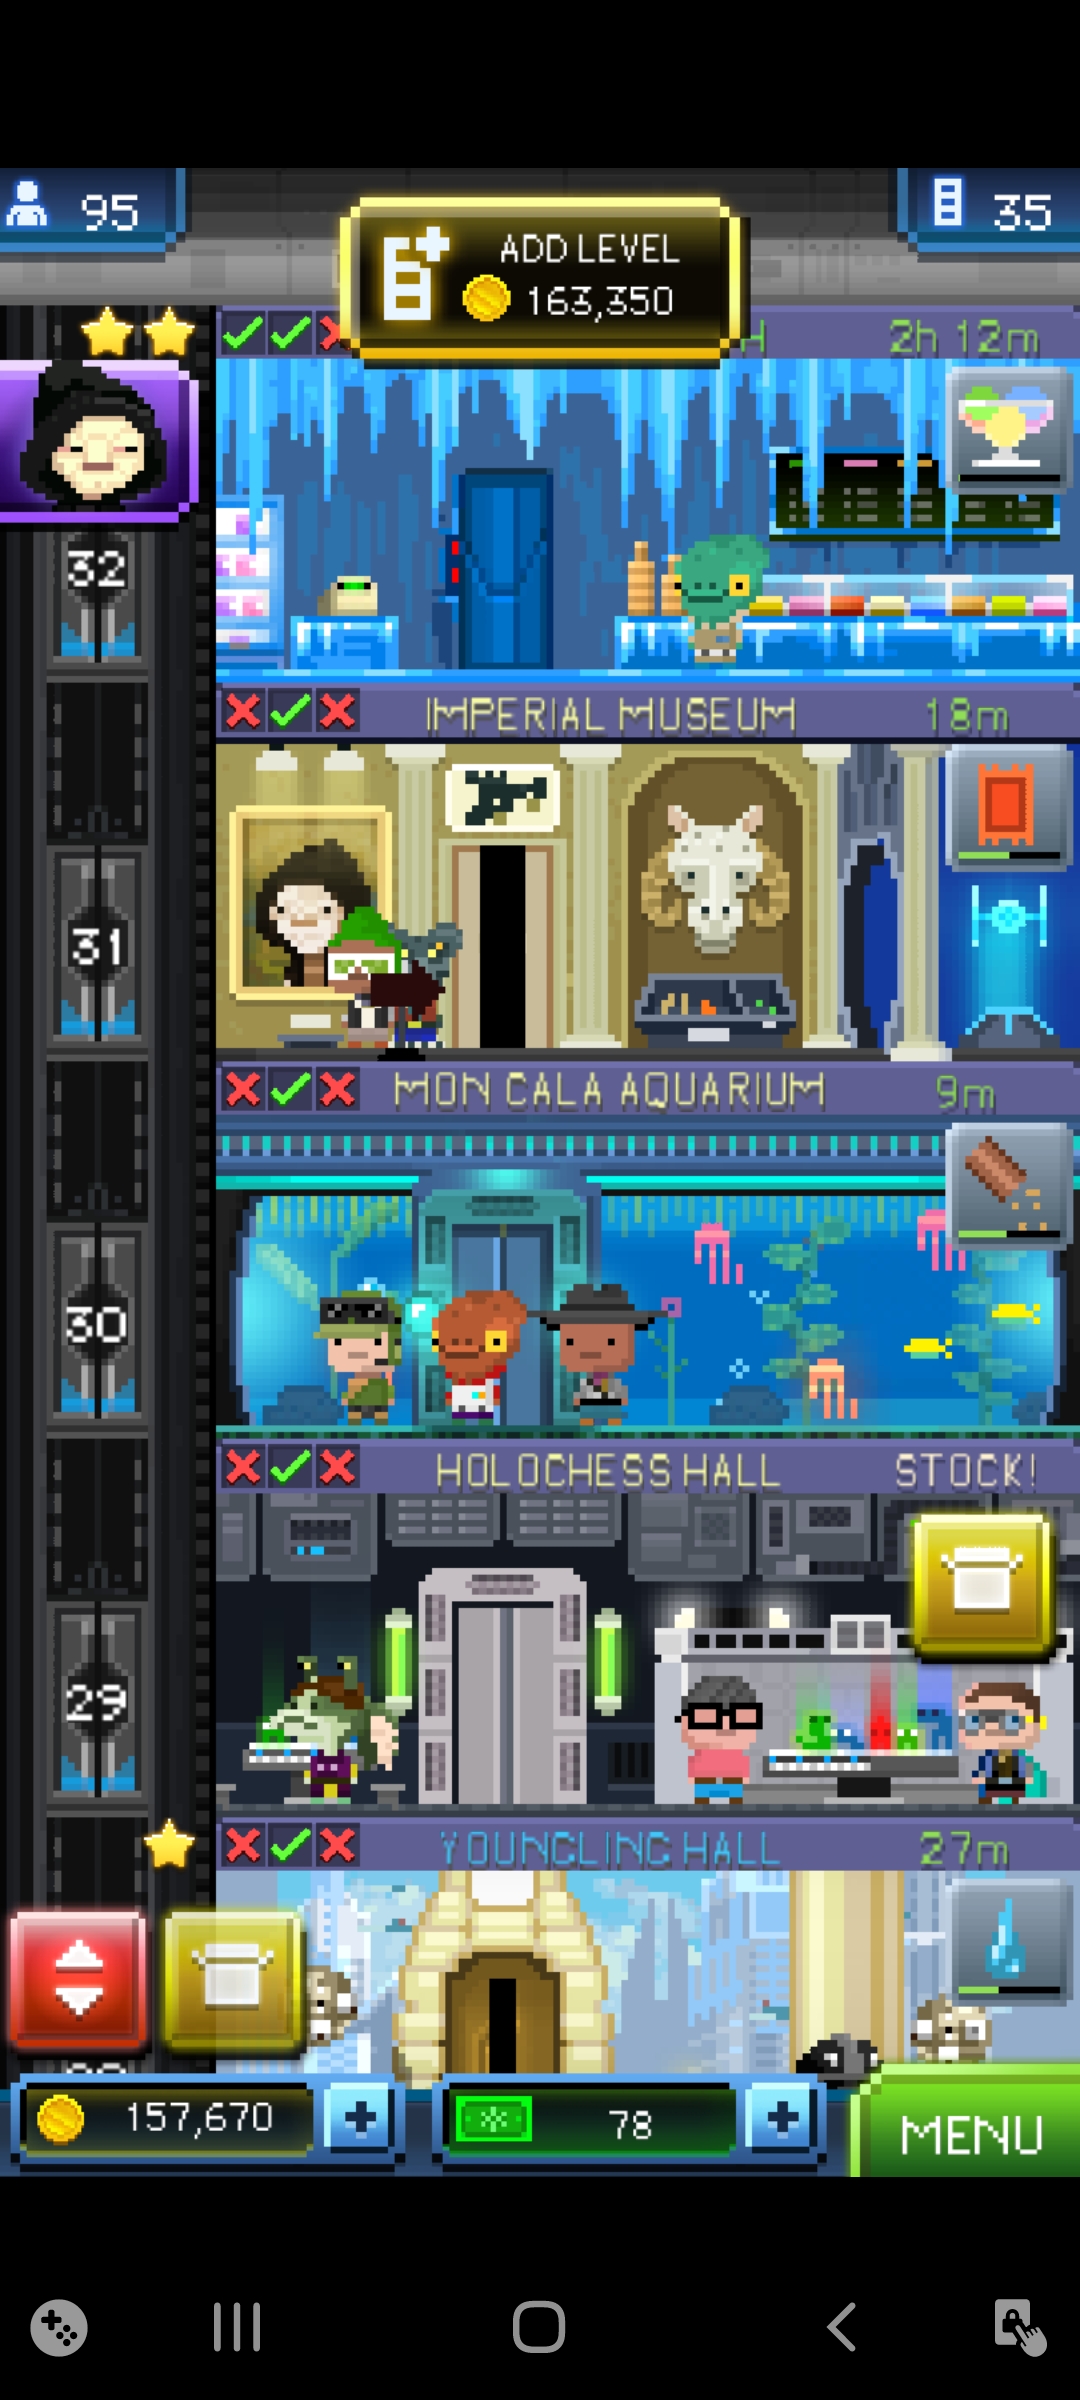 95
35
ADD LEVEL
163,350
H
2h 12m
32
IMPERIAL MUSEUM
18m
31
MON CALA AQUARIUM
9m
30
HOLOCHESS HALL
STOCK!
29
YOUNGLING HALL
27m
157,670
78
MENU